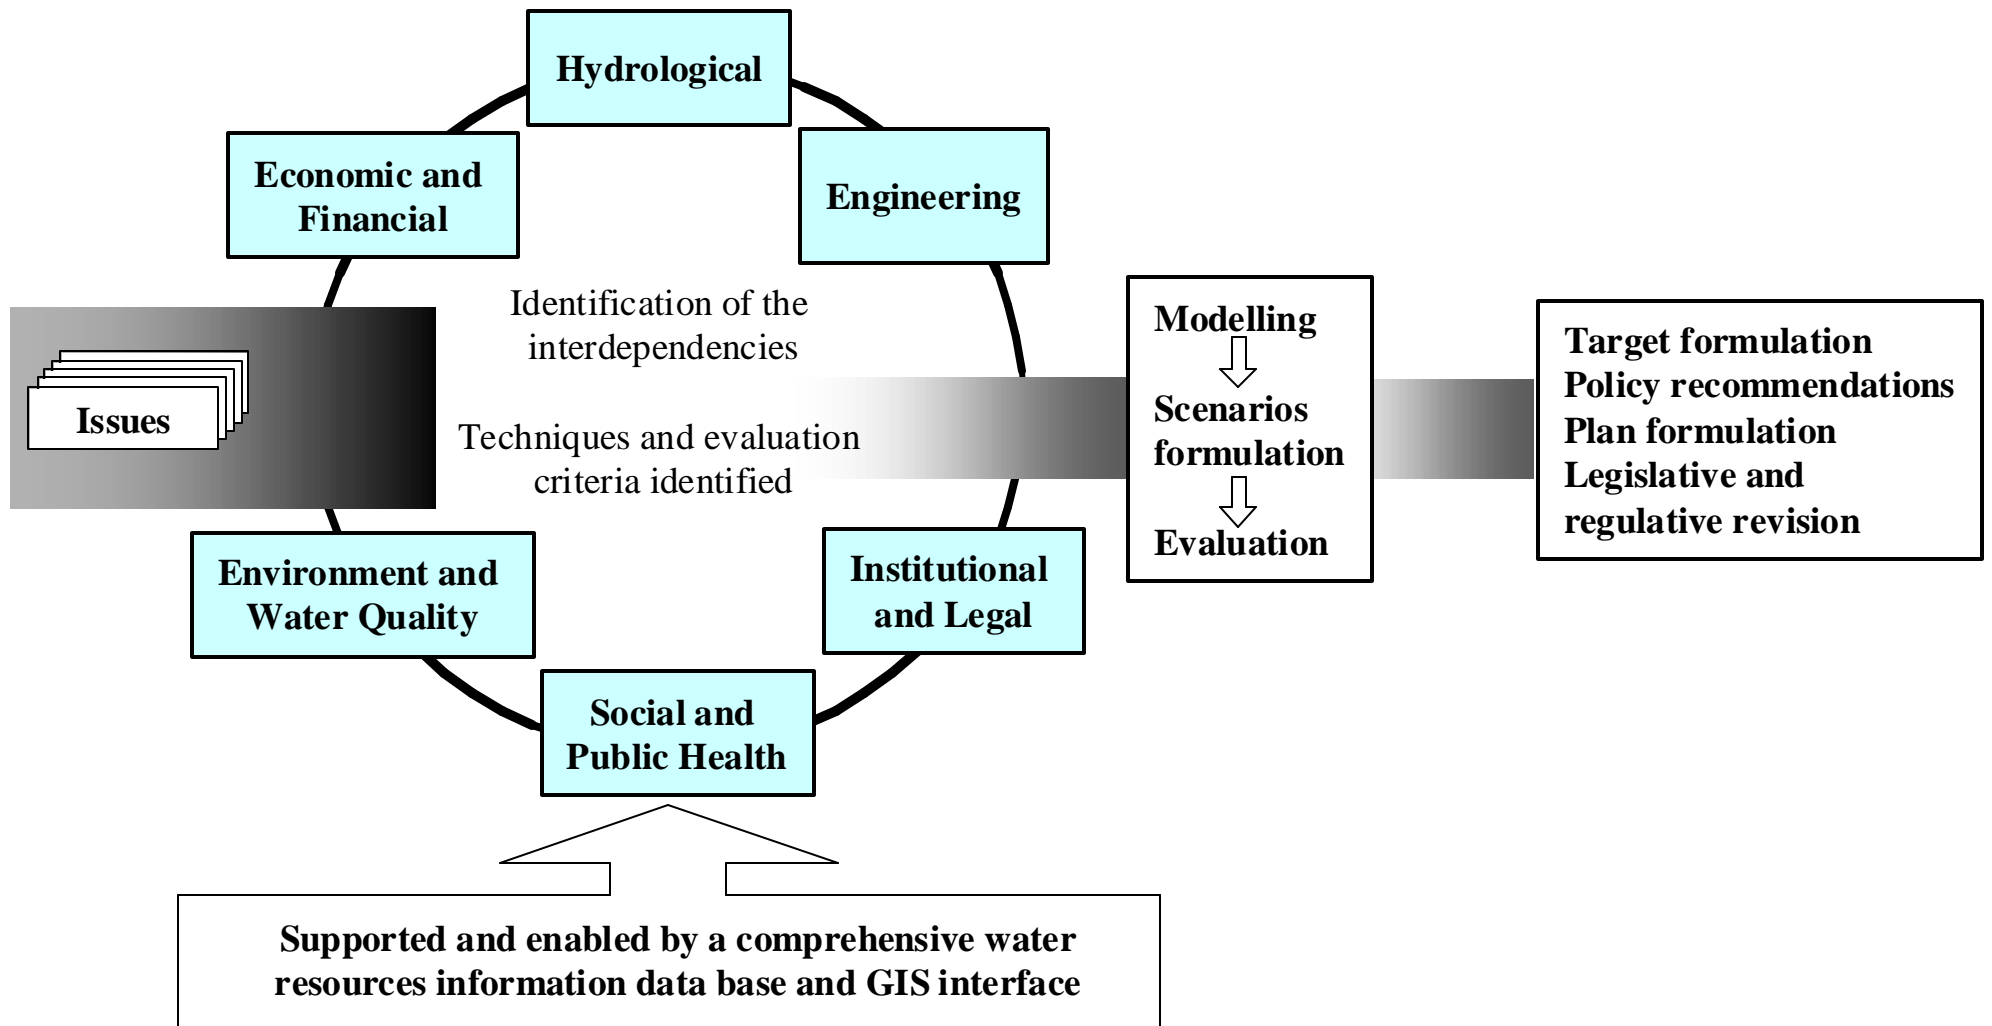 Hydrological
Economic and
Financial
Engineering
Identification of the
interdependencies
Issues
Techniques and evaluation
criteria identified
Modelling
Scenarios
formulation
Evaluation
Target formulation
Policy recommendations
Plan formulation
Legislative and
regulative revision
Environment and
Water Quality
Institutional
and Legal
Social and
Public Health
Supported and enabled by a comprehensive water
resources information data base and GIS interface